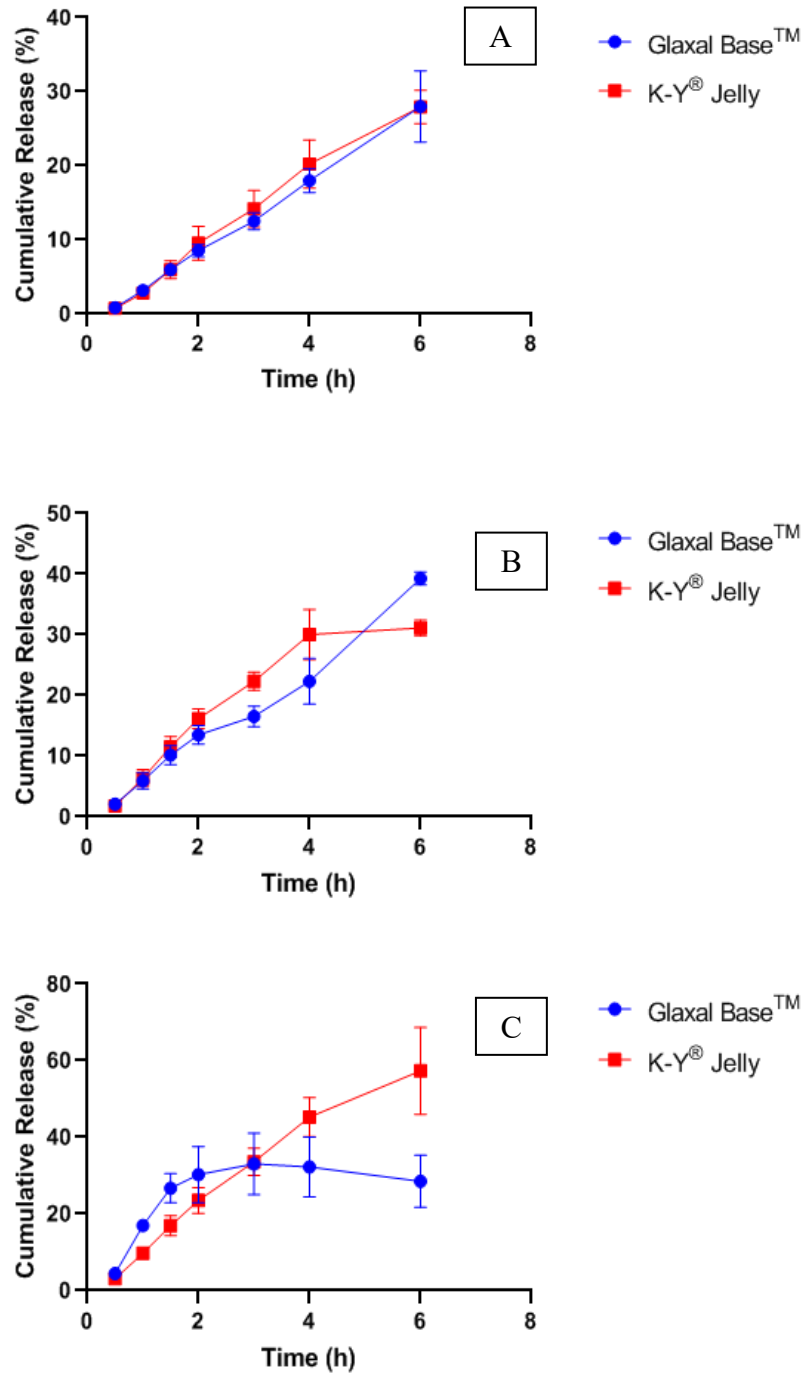 A
Glaxal Base™
K-Y® Jelly
Cumulative Release (%)
40
30
20
10
0
0 2 4 6 8
Time (h)
B
Glaxal Base™
K-Y® Jelly
Cumulative Release (%)
50
40
30
20
10
0
0 2 4 6 8
Time (h)
C
Glaxal Base™
K-Y® Jelly
Cumulative Release (%)
80
60
40
20
0
0 2 4 6 8
Time (h)